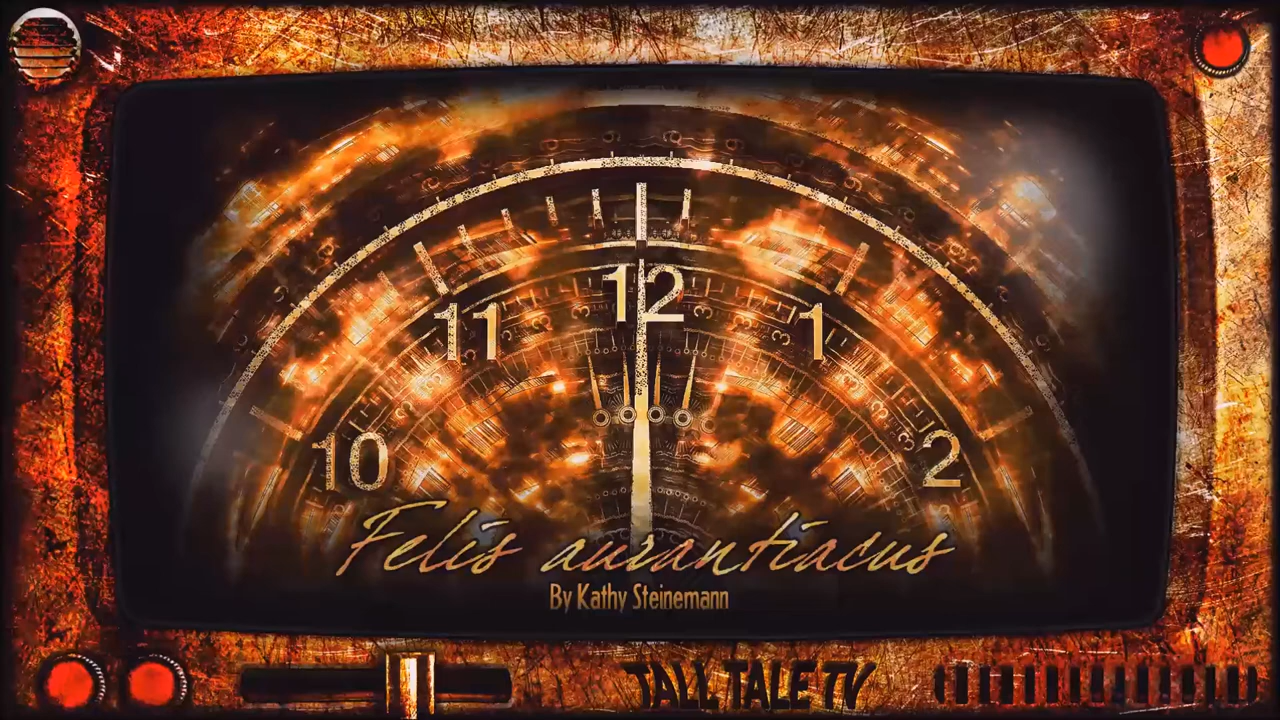 12
11 1
10 2
Felis aurantiacus
By Kathy Steinemann
TALL TALE TV